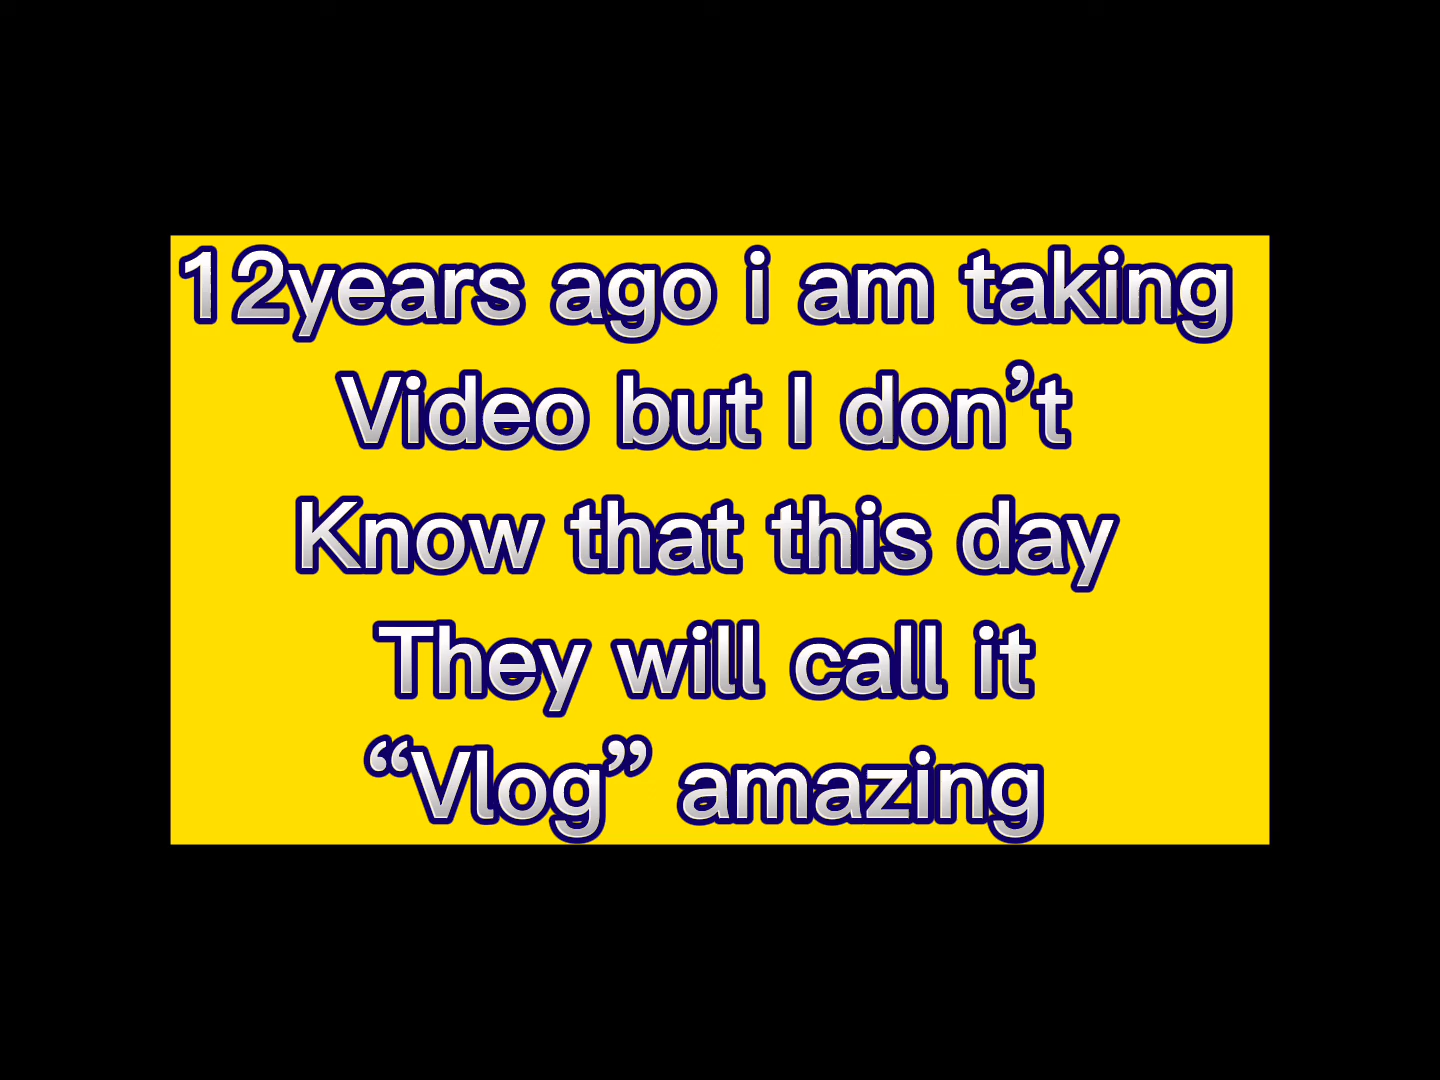 12years ago i am taking
Video but I don’t
Know that this day
They will call it
“Vlog” amazing